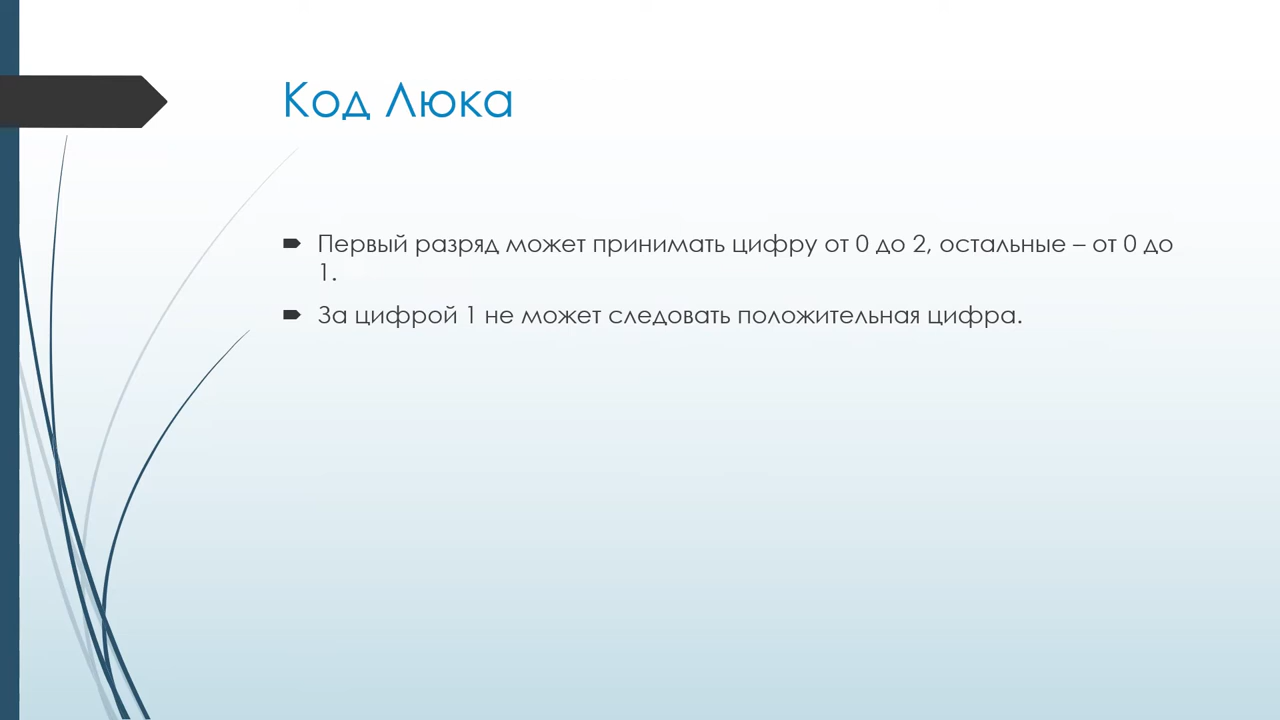 Код Люка
Первый разряд может принимать цифру от 0 до 2, остальные – от 0 до
1.
За цифрой 1 не может следовать положительная цифра.